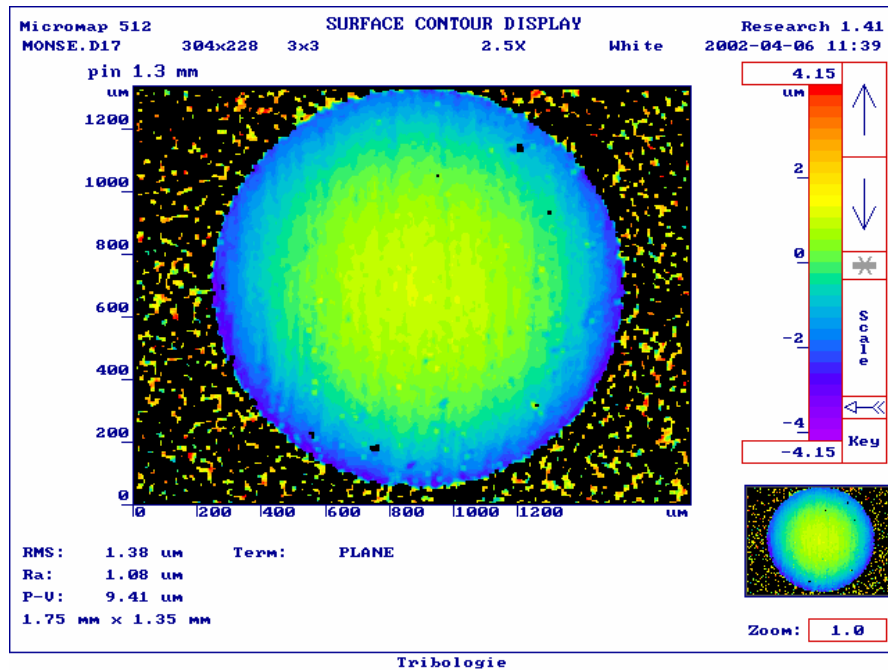 Micromap 512 SURFACE CONTOUR DISPLAY Research 1.41
MONSE.D17 304x228 3x3 2.5X White 2002-04-06 11:39
pin 1.3 mm
um
1200
1000
800
600
400
200
0
0 200 400 600 800 1000 1200 um
4.15
um
2
0
-2
-4
-4.15
Scale
Key
RMS: 1.38 um Term: PLANE
Ra: 1.08 um
P-V: 9.41 um
1.75 mm x 1.35 mm
Zoom: 1.0
Tribologie